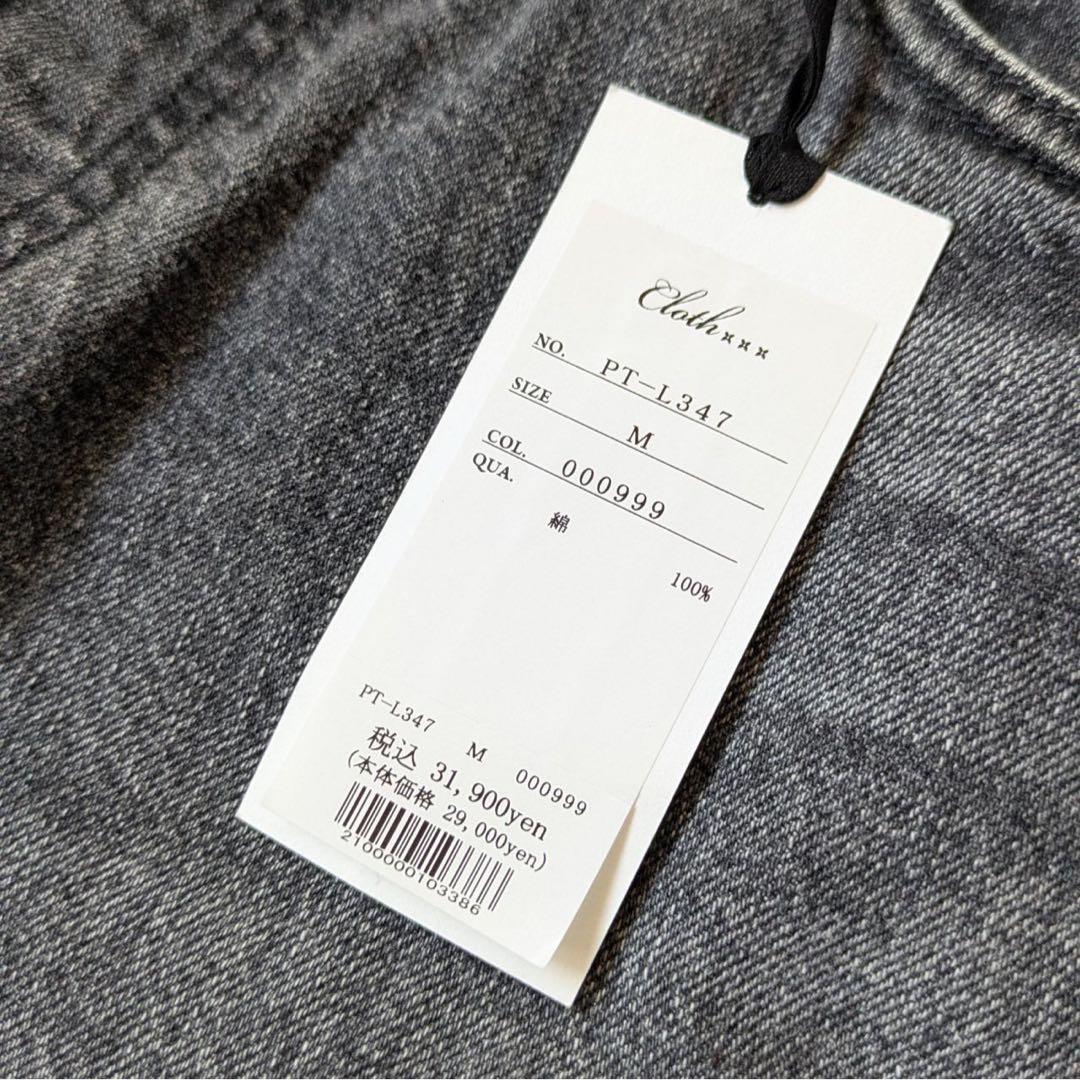 Cloth×××
NO. PT-L347
SIZE M
COL. 000999
QUA.
綿
100%
PT-L347 M 000999
税込 31,900yen
(本体価格 29,000yen)
2100000103386